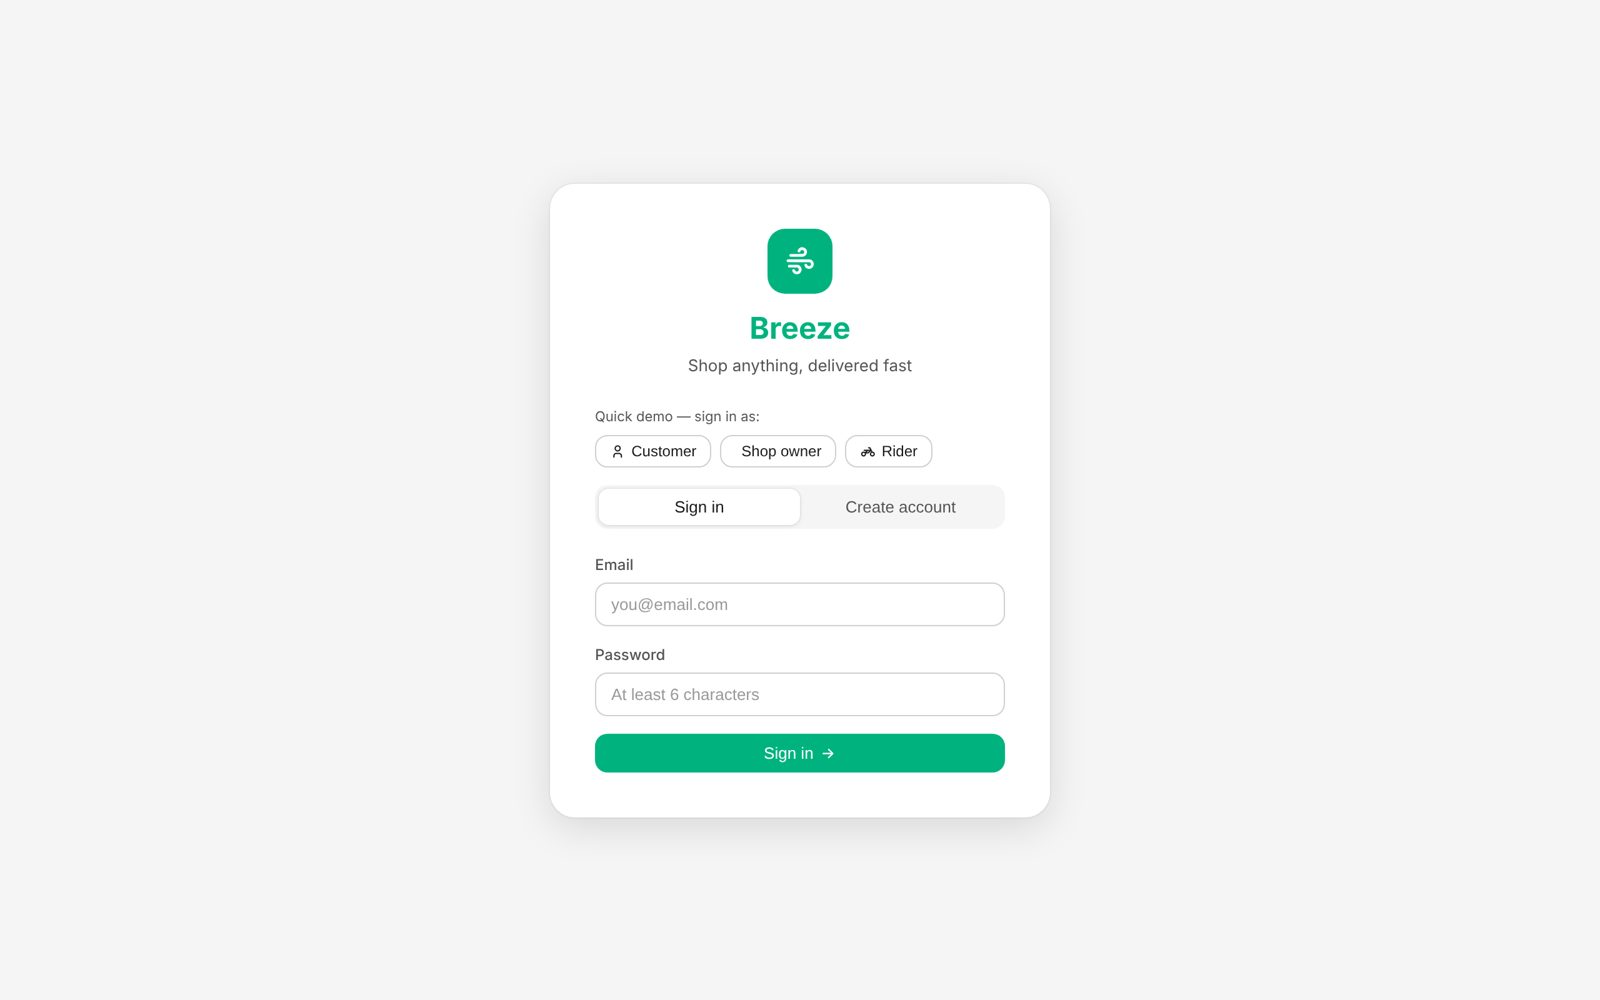 Breeze
Shop anything, delivered fast
Quick demo — sign in as:
Customer Shop owner Rider
Sign in Create account
Email
you@email.com
Password
At least 6 characters
Sign in →